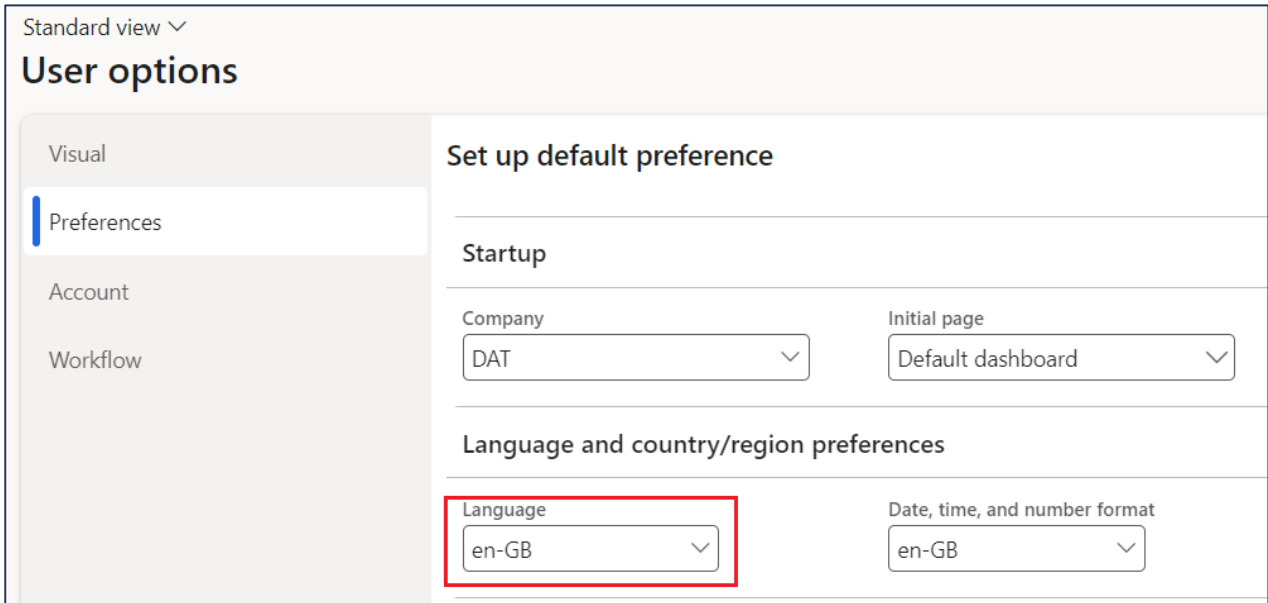 Standard view
User options
Visual
Preferences
Account
Workflow
Set up default preference
Startup
Company
Initial page
DAT
Default dashboard
Language and country/region preferences
Language
Date, time, and number format
en-GB
en-GB